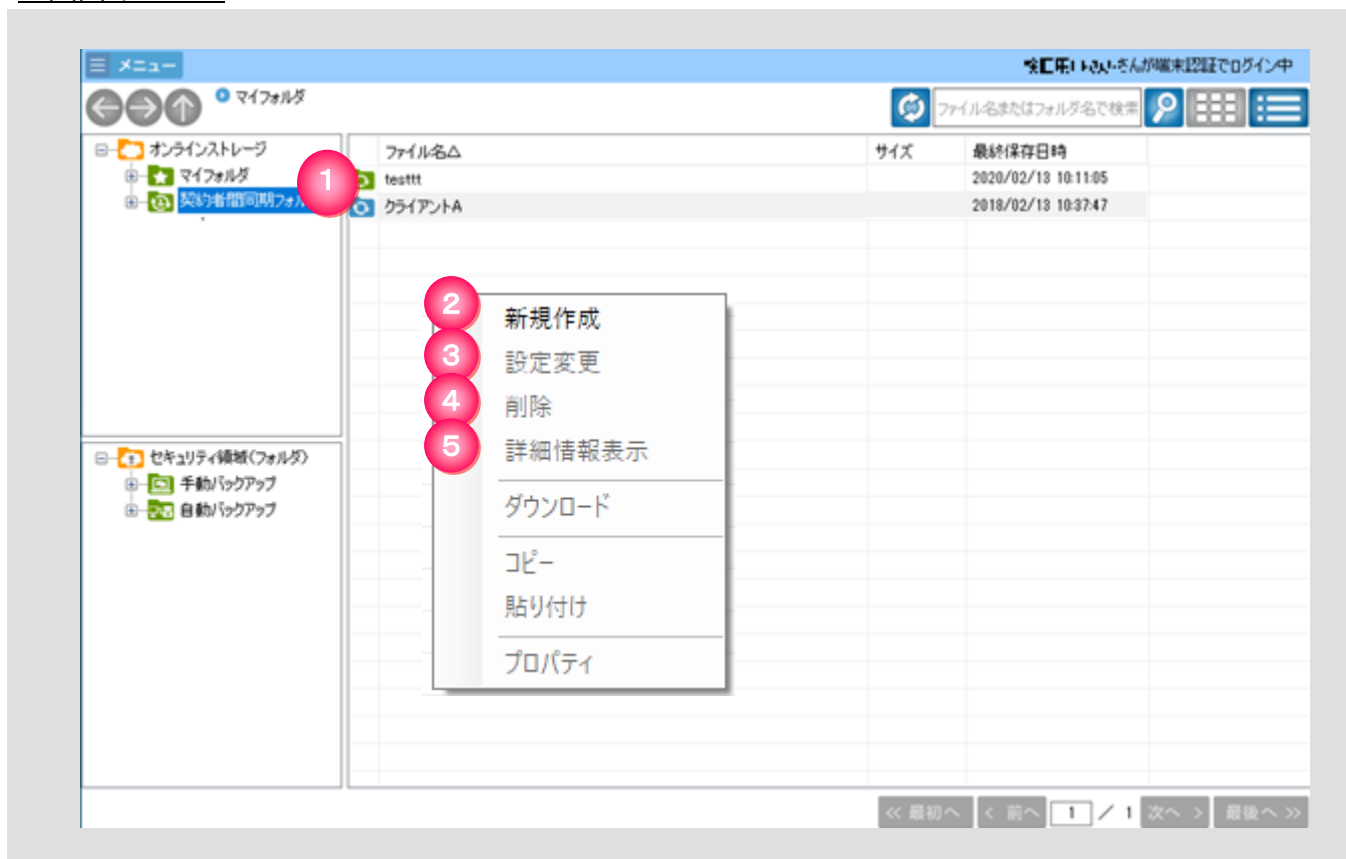 メニュー
さんが端末認証でログイン中
マイフォルダ
ファイル名またはフォルダ名で検索
オンラインストレージ
マイフォルダ
契約者間同期フォル
1
ファイル名△ サイズ 最終保存日時
testtt 2020/02/13 10:11:05
クライアントA 2018/02/13 10:37:47
2 新規作成
3 設定変更
4 削除
5 詳細情報表示
ダウンロード
コピー
貼り付け
プロパティ
セキュリティ領域(フォルダ)
手動バックアップ
自動バックアップ
≪ 最初へ < 前へ 1 / 1 次へ > 最後へ ≫